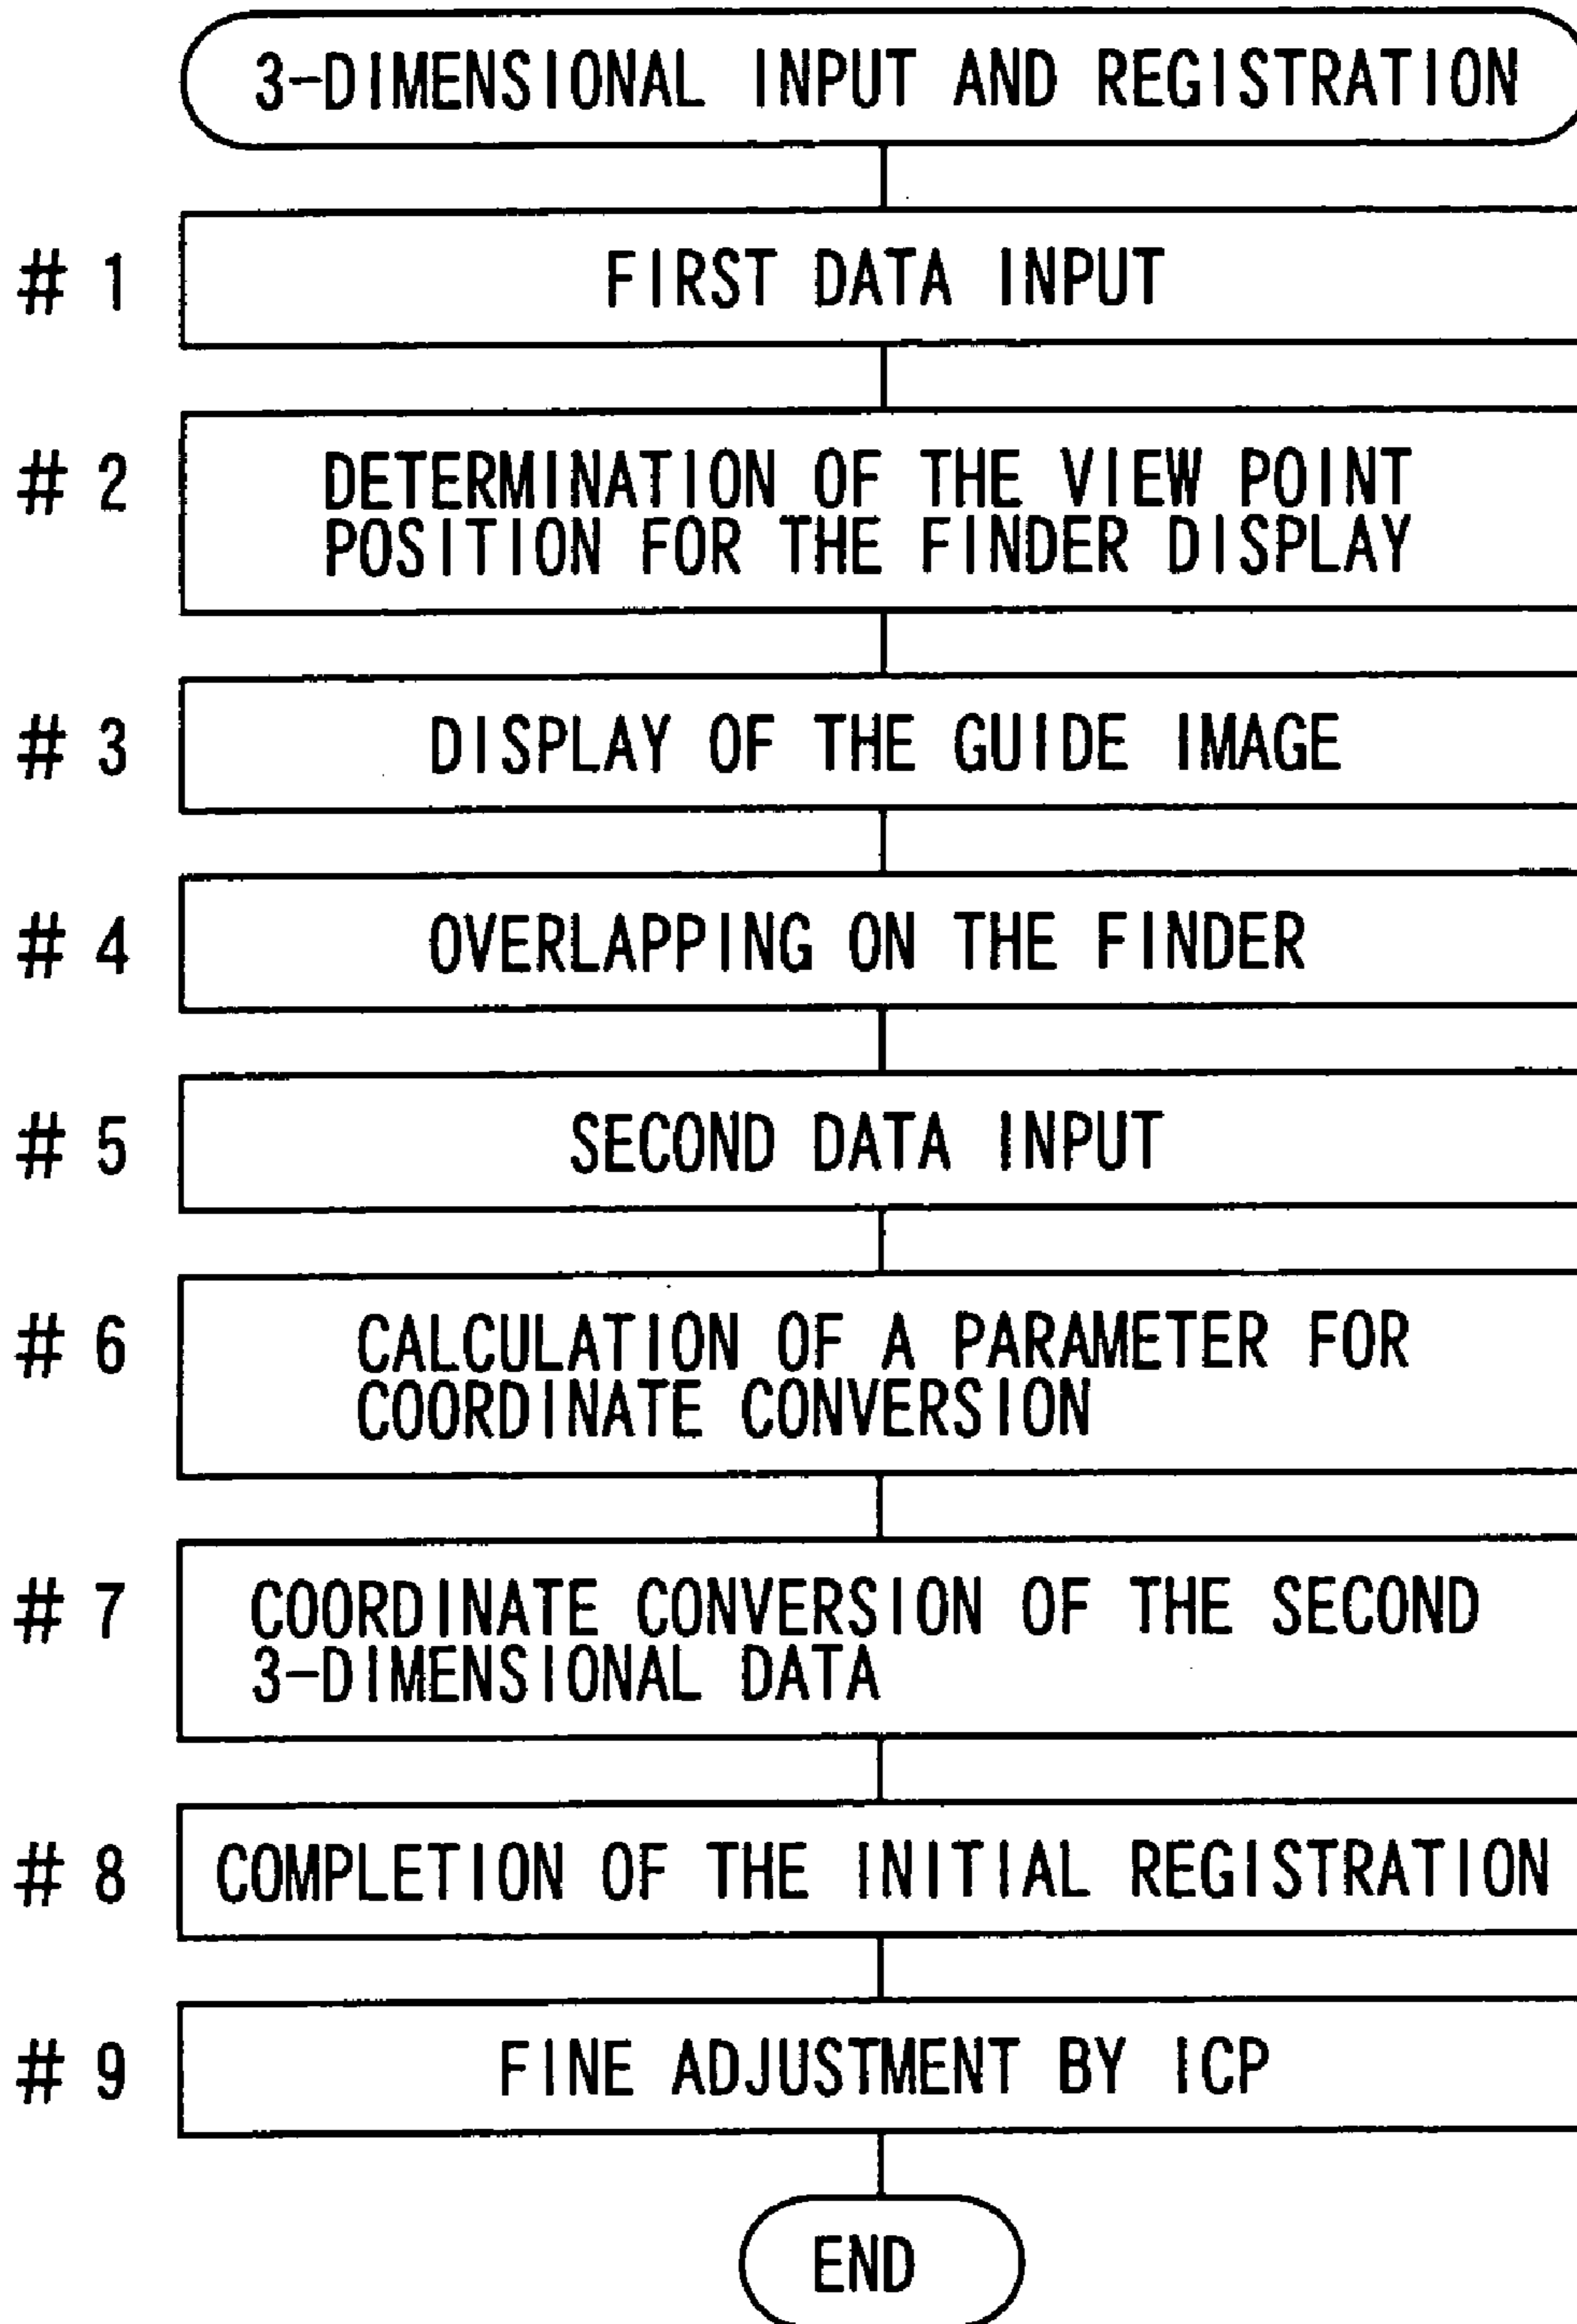 3-DIMENSIONAL INPUT AND REGISTRATION
# 1 FIRST DATA INPUT
# 2 DETERMINATION OF THE VIEW POINT
POSITION FOR THE FINDER DISPLAY
# 3 DISPLAY OF THE GUIDE IMAGE
# 4 OVERLAPPING ON THE FINDER
# 5 SECOND DATA INPUT
# 6 CALCULATION OF A PARAMETER FOR
COORDINATE CONVERSION
# 7 COORDINATE CONVERSION OF THE SECOND
3-DIMENSIONAL DATA
# 8 COMPLETION OF THE INITIAL REGISTRATION
# 9 FINE ADJUSTMENT BY ICP
END